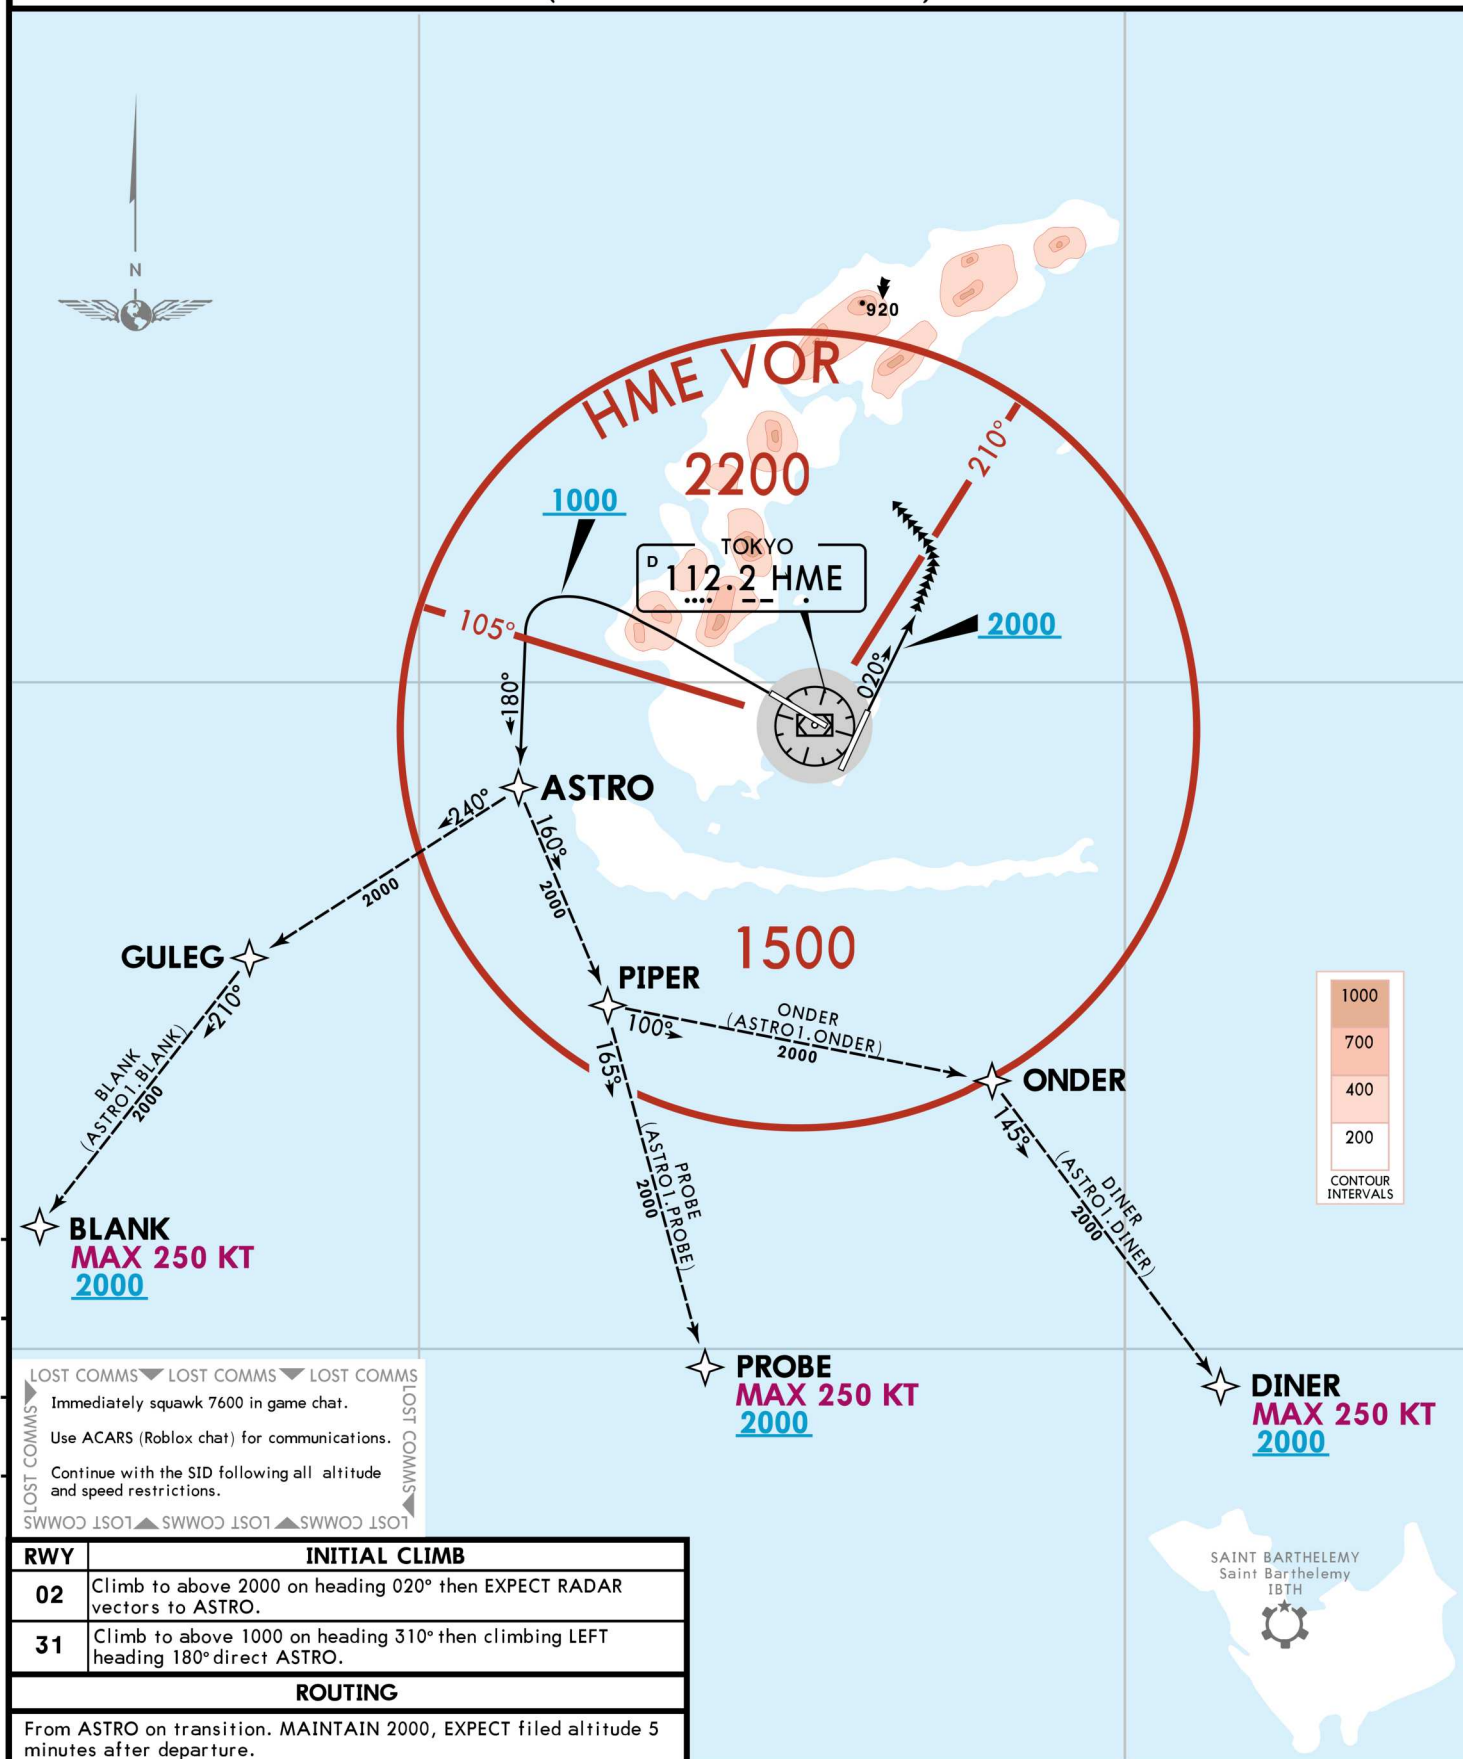 N
920
HME VOR
2200
210°
1000
TOKYO
D 112.2 HME
105°
2000
020°
180°
ASTRO
240°
160°
2000
2000
GULEG
210°
1500
PIPER
100°
ONDER
(ASTRO1.ONDER)
2000
165°
ONDER
145°
BLANK
(ASTRO1.BLANK)
2000
PROBE
(ASTRO1.PROBE)
2000
DINER
(ASTRO1.DINER)
2000
1000
700
400
200
CONTOUR
INTERVALS
BLANK
MAX 250 KT
2000
PROBE
MAX 250 KT
2000
DINER
MAX 250 KT
2000
LOST COMMS LOST COMMS LOST COMMS
LOST COMMS
Immediately squawk 7600 in game chat.
Use ACARS (Roblox chat) for communications.
Continue with the SID following all altitude
and speed restrictions.
LOST COMMS
LOST COMMS LOST COMMS LOST COMMS
SAINT BARTHELEMY
Saint Barthelemy
IBTH
RWY INITIAL CLIMB
02 Climb to above 2000 on heading 020° then EXPECT RADAR
vectors to ASTRO.
31 Climb to above 1000 on heading 310° then climbing LEFT
heading 180° direct ASTRO.
ROUTING
From ASTRO on transition. MAINTAIN 2000, EXPECT filed altitude 5
minutes after departure.